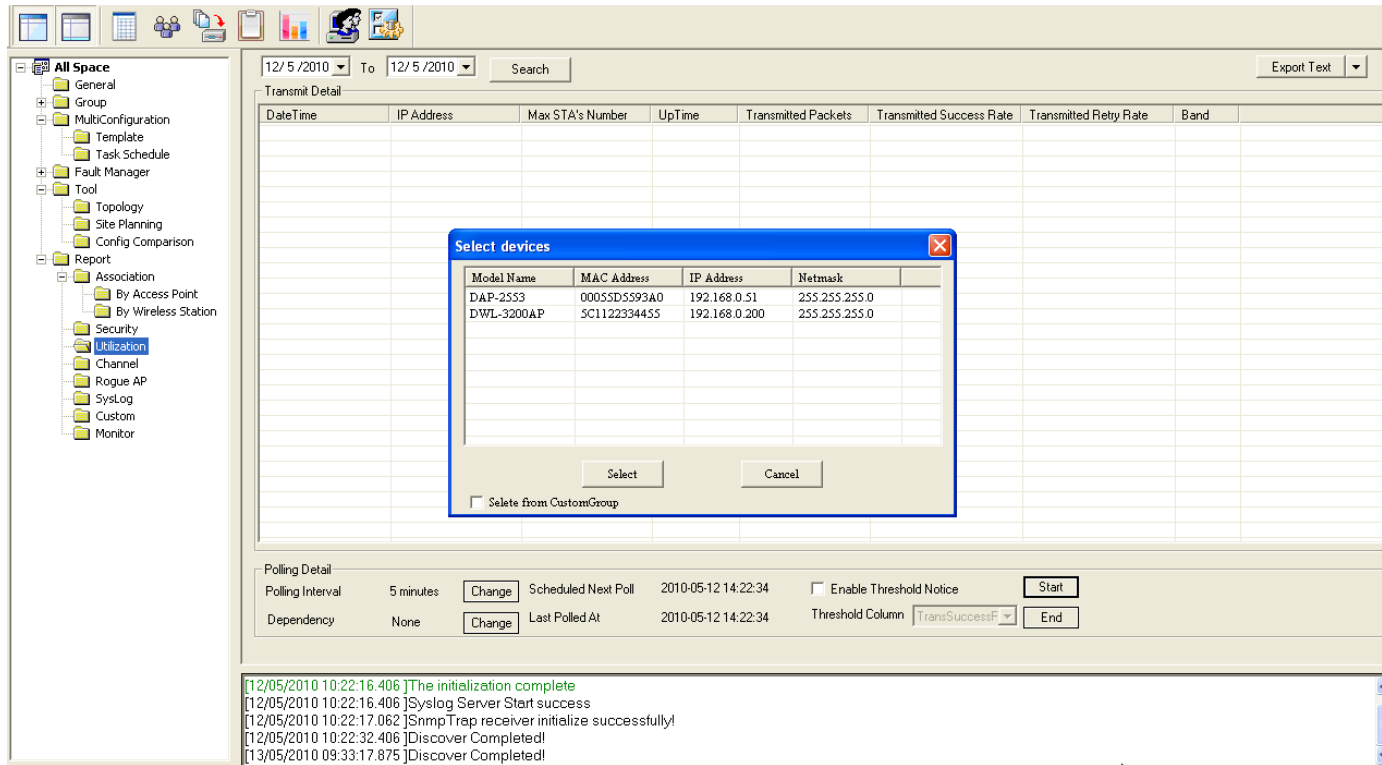 All Space
General
Group
MultiConfiguration
Template
Task Schedule
Fault Manager
Tool
Topology
Site Planning
Config Comparison
Report
Association
By Access Point
By Wireless Station
Security
Utilization
Channel
Rogue AP
SysLog
Custom
Monitor
12/ 5 /2010 To 12/ 5 /2010 Search Export Text
Transmit Detail
DateTime IP Address Max STA's Number UpTime Transmitted Packets Transmitted Success Rate Transmitted Retry Rate Band
Select devices
Model Name MAC Address IP Address Netmask
DAP-2553 00055D5593A0 192.168.0.51 255.255.255.0
DWL-3200AP 5C1122334455 192.168.0.200 255.255.255.0
Select Cancel
Selete from CustomGroup
Polling Detail
Polling Interval 5 minutes Change Scheduled Next Poll 2010-05-12 14:22:34 Enable Threshold Notice Start
Dependency None Change Last Polled At 2010-05-12 14:22:34 Threshold Column TransSuccessF End
[12/05/2010 10:22:16.406 ]The initialization complete
[12/05/2010 10:22:16.406 ]Syslog Server Start success
[12/05/2010 10:22:17.062 ]SnmpTrap receiver initialize successfully!
[12/05/2010 10:22:32.406 ]Discover Completed!
[13/05/2010 09:33:17.875 ]Discover Completed!